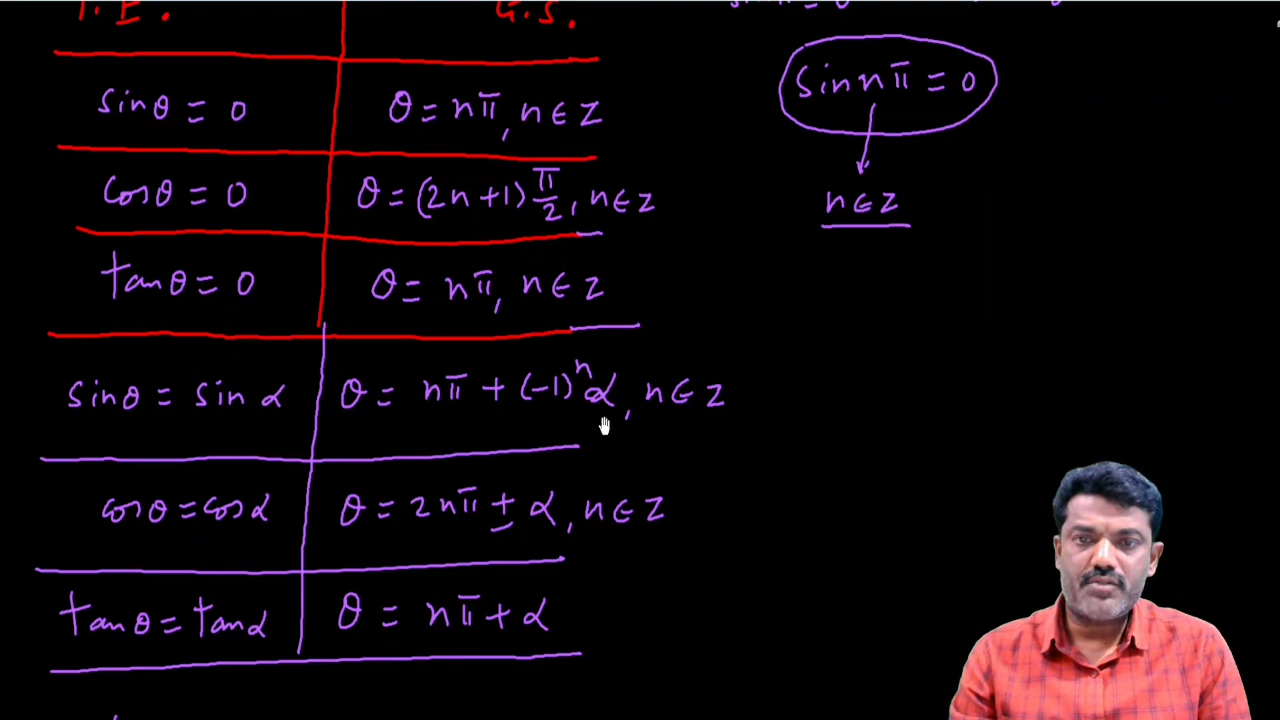 T.E. G.S.
sinθ = 0 θ = nπ, n∈Z
cosθ = 0 θ = (2n+1)π/2, n∈Z
tanθ = 0 θ = nπ, n∈Z
sinθ = sinα θ = nπ + (-1)ⁿα, n∈Z
cosθ = cosα θ = 2nπ ± α, n∈Z
tanθ = tanα θ = nπ + α
sin nπ = 0
n∈Z